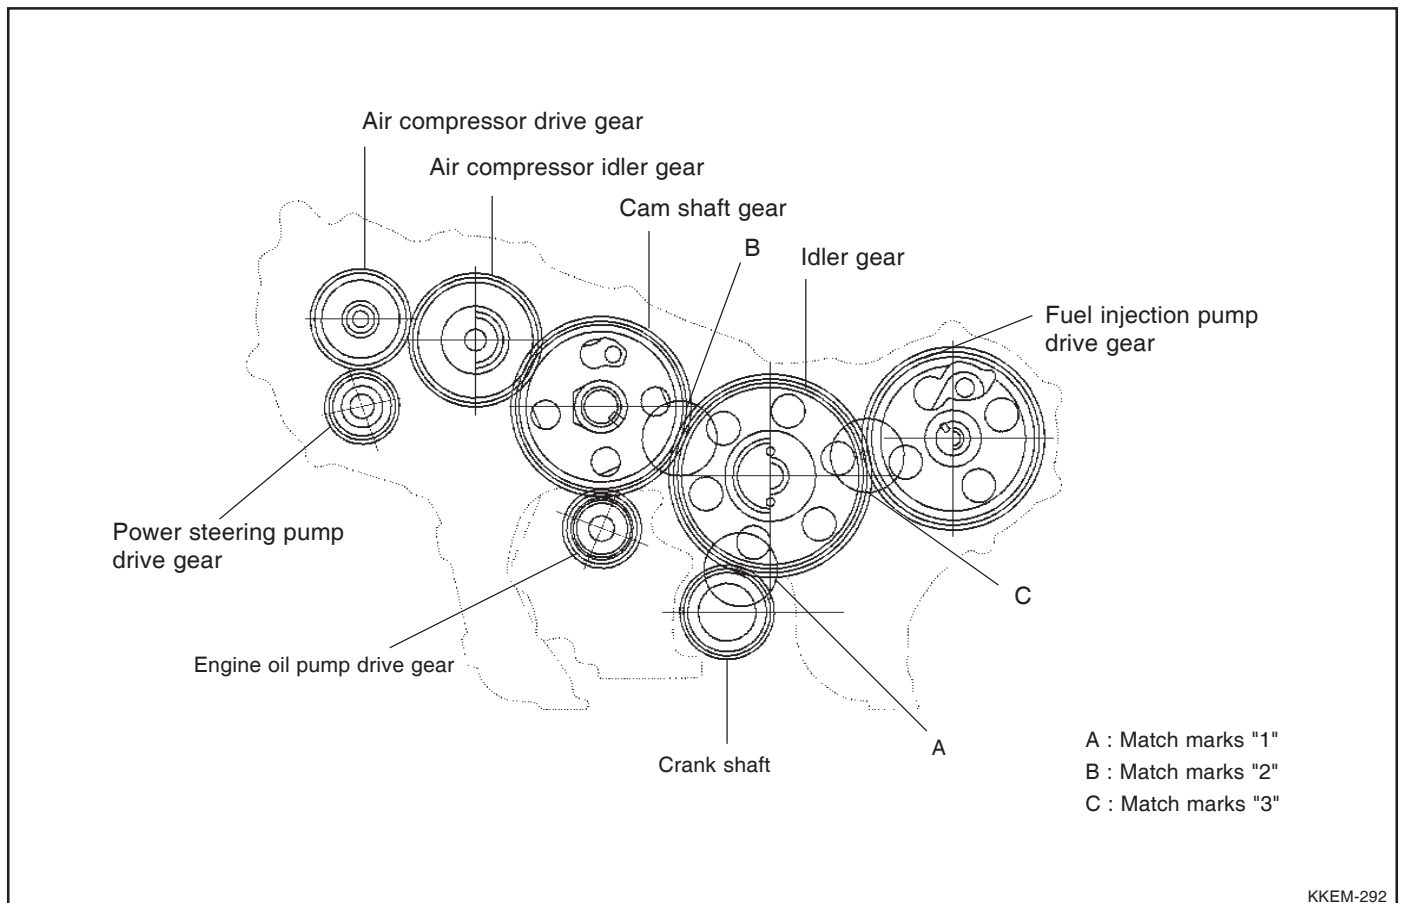 Air compressor drive gear
Air compressor idler gear
Cam shaft gear
B
Idler gear
Fuel injection pump
drive gear
Power steering pump
drive gear
C
Engine oil pump drive gear
A
Crank shaft
A : Match marks "1"
B : Match marks "2"
C : Match marks "3"
KKEM-292